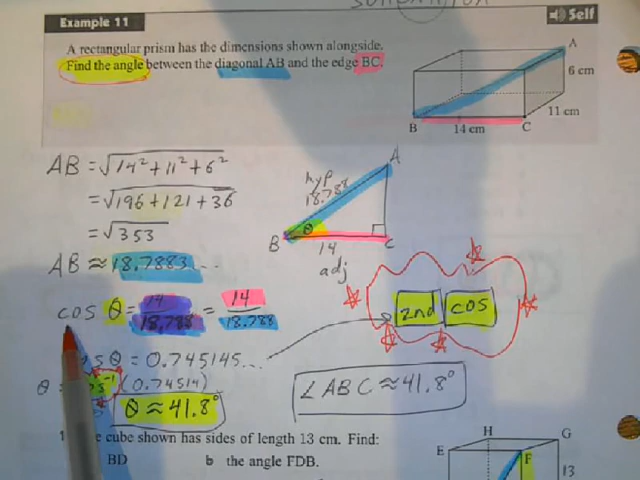 Example 11
Self
A rectangular prism has the dimensions shown alongside.
Find the angle between the diagonal AB and the edge BC.
A
6 cm
11 cm
B
14 cm
C
AB = √14² + 11² + 6²
= √196 + 121 + 36
= √353
AB ≈ 18.7883...
hyp
18.788
A
B
θ
C
14
adj
cos θ = 14/18.788 = 14/18.788
2nd cos
θ = 0.745145...
(0.74514)
θ ≈ 41.8°
∠ABC ≈ 41.8°
cube shown has sides of length 13 cm. Find:
BD
b the angle FDB.
H
G
E
F
13